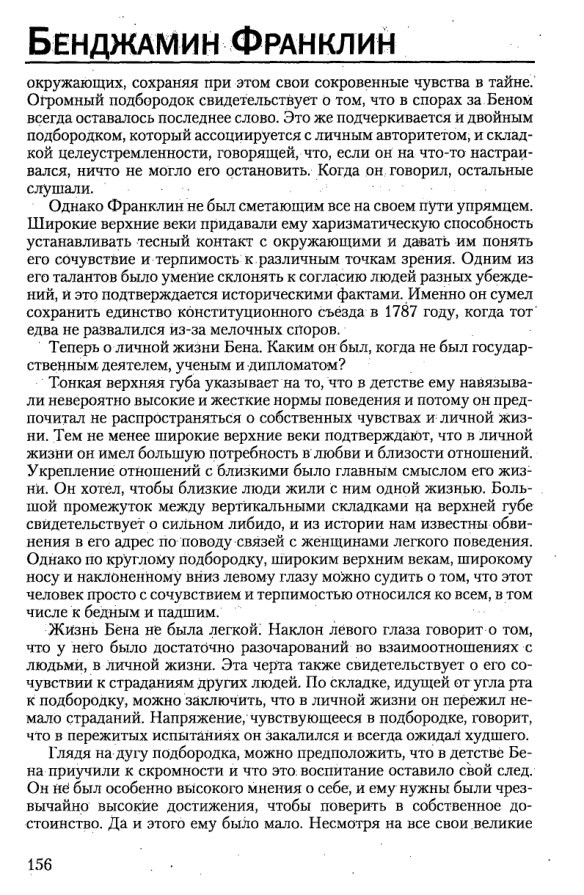 БЕНДЖАМИН ФРАНКЛИН
окружающих, сохраняя при этом свои сокровенные чувства в тайне.
Огромный подбородок свидетельствует о том, что в спорах за Беном
всегда оставалось последнее слово. Это же подчеркивается и двойным
подбородком, который ассоциируется с личным авторитетом, и склад-
кой целеустремленности, говорящей, что, если он на что-то настраи-
вался, ничто не могло его остановить. Когда он говорил, остальные
слушали.
Однако Франклин не был сметающим все на своем пути упрямцем.
Широкие верхние веки придавали ему харизматическую способность
устанавливать тесный контакт с окружающими и давать им понять
его сочувствие и терпимость к различным точкам зрения. Одним из
его талантов было умение склонять к согласию людей разных убежде-
ний, и это подтверждается историческими фактами. Именно он сумел
сохранить единство конституционного съезда в 1787 году, когда тот
едва не развалился из-за мелочных споров.
Теперь о личной жизни Бена. Каким он был, когда не был государ-
ственным деятелем, ученым и дипломатом?
Тонкая верхняя губа указывает на то, что в детстве ему навязыва-
ли невероятно высокие и жесткие нормы поведения и потому он пред-
почитал не распространяться о собственных чувствах и личной жиз-
ни. Тем не менее широкие верхние веки подтверждают, что в личной
жизни он имел большую потребность в любви и близости отношений.
Укрепление отношений с близкими было главным смыслом его жиз-
ни. Он хотел, чтобы близкие люди жили с ним одной жизнью. Боль-
шой промежуток между вертикальными складками на верхней губе
свидетельствует о сильном либидо, и из истории нам известны обви-
нения в его адрес по поводу связей с женщинами легкого поведения.
Однако по круглому подбородку, широким верхним векам, широкому
носу и наклоненному вниз левому глазу можно судить о том, что этот
человек просто с сочувствием и терпимостью относился ко всем, в том
числе к бедным и падшим.
Жизнь Бена не была легкой. Наклон левого глаза говорит о том,
что у него было достаточно разочарований во взаимоотношениях с
людьми, в личной жизни. Эта черта также свидетельствует о его со-
чувствии к страданиям других людей. По складке, идущей от угла рта
к подбородку, можно заключить, что в личной жизни он пережил не-
мало страданий. Напряжение, чувствующееся в подбородке, говорит,
что в пережитых испытаниях он закалился и всегда ожидал худшего.
Глядя на дугу подбородка, можно предположить, что в детстве Бе-
на приучили к скромности и что это воспитание оставило свой след.
Он не был особенно высокого мнения о себе, и ему нужны были чрез-
вычайно высокие достижения, чтобы поверить в собственное до-
стоинство. Да и этого ему было мало. Несмотря на все свои великие
156